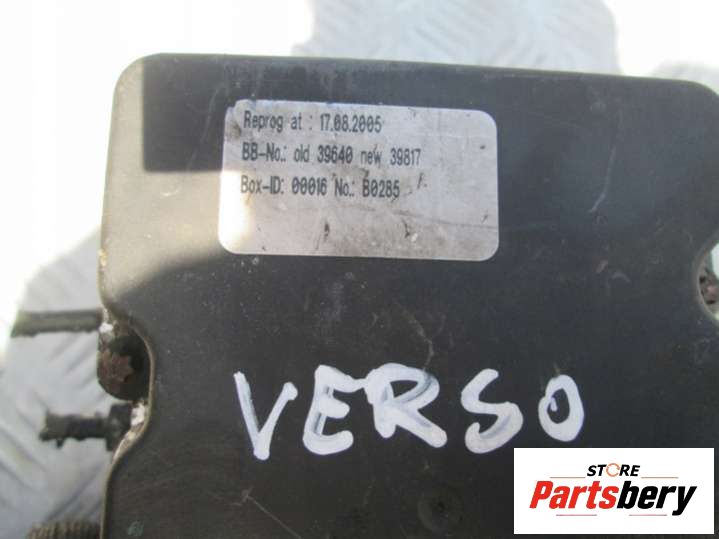 Reprog at : 17.08.2005
BB-No.: old 39640 new 39817
Box-ID: 00016 No.: B0285
VERSO
STORE
Partsbery